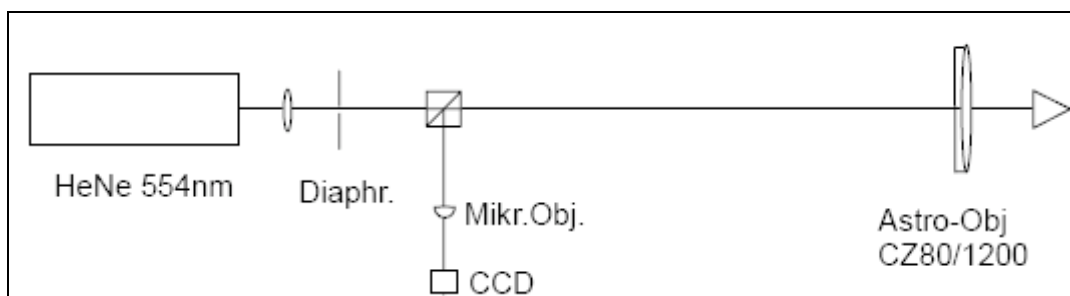 HeNe 554nm
Diaphr.
Mikr.Obj.
CCD
Astro-Obj
CZ80/1200